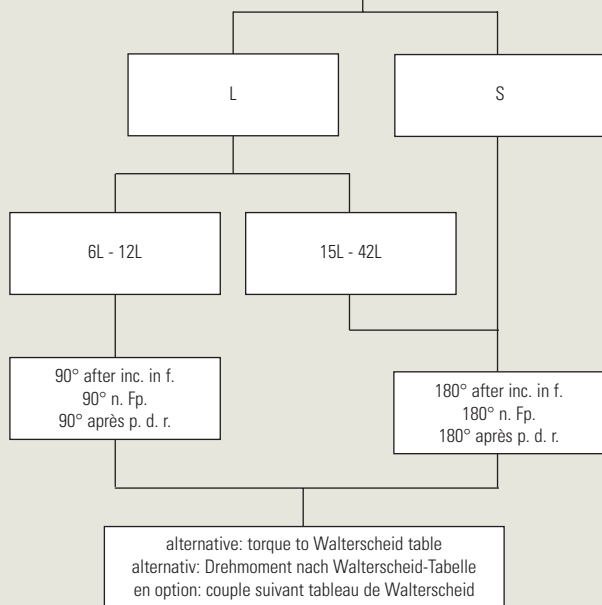 L
S
6L - 12L
15L - 42L
90° after inc. in f.
90° n. Fp.
90° après p. d. r.
180° after inc. in f.
180° n. Fp.
180° après p. d. r.
alternative: torque to Walterscheid table
alternativ: Drehmoment nach Walterscheid-Tabelle
en option: couple suivant tableau de Walterscheid